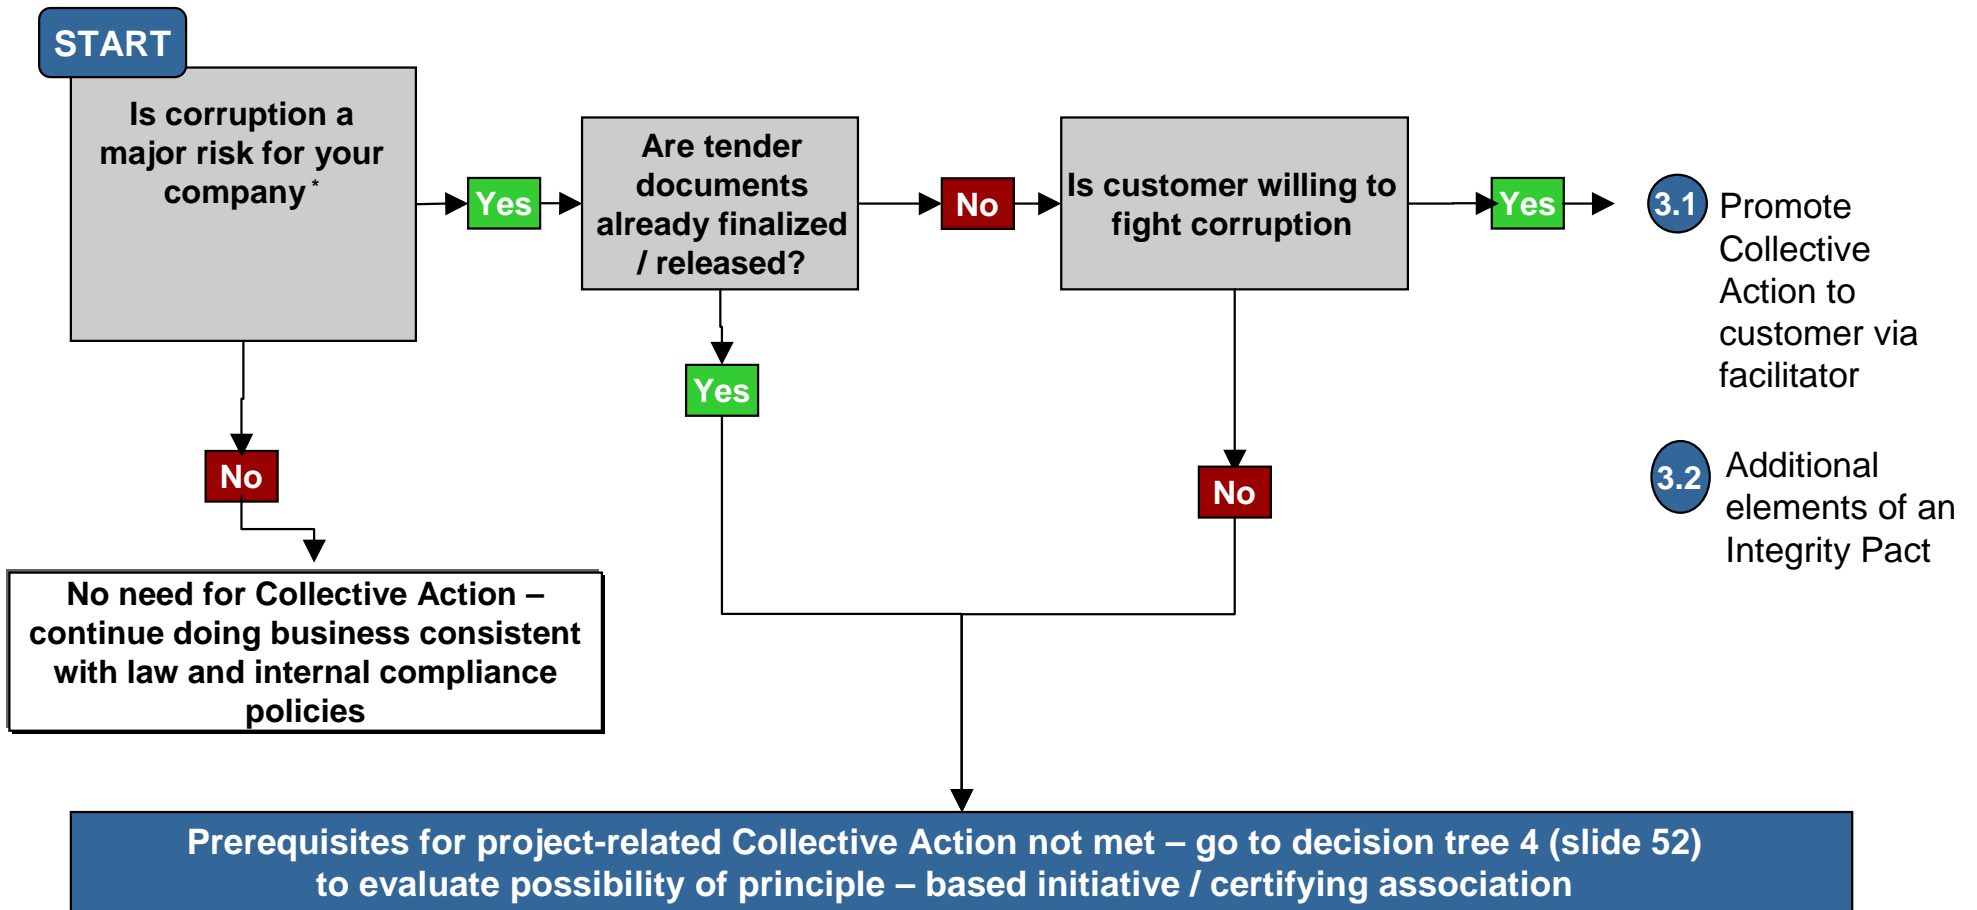 START
Is corruption a
major risk for your
company *
Yes
Are tender
documents
already finalized
/ released?
No
Is customer willing to
fight corruption
Yes
3.1
Promote
Collective
Action to
customer via
facilitator
3.2
Additional
elements of an
Integrity Pact
Yes
No
No
No need for Collective Action –
continue doing business consistent
with law and internal compliance
policies
Prerequisites for project-related Collective Action not met – go to decision tree 4 (slide 52)
to evaluate possibility of principle – based initiative / certifying association